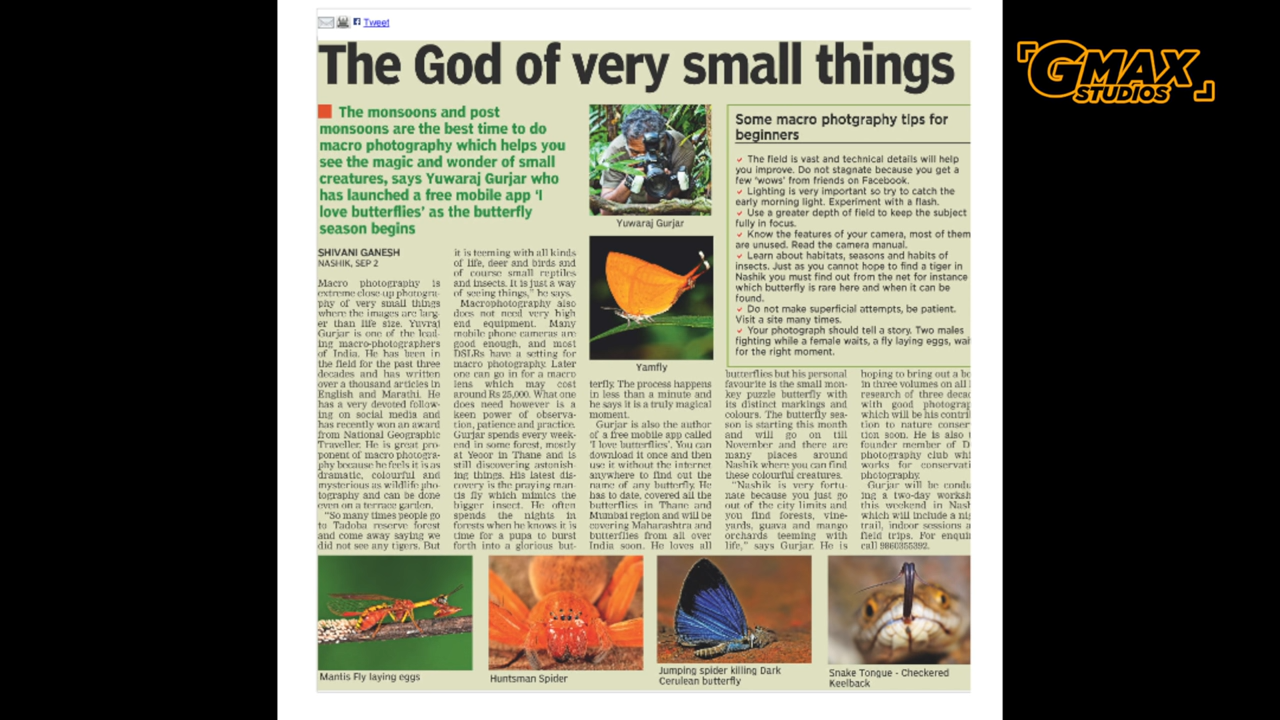 Tweet
GMAX
STUDIOS
The God of very small things
The monsoons and post
monsoons are the best time to do
macro photography which helps you
see the magic and wonder of small
creatures, says Yuwaraj Gurjar who
has launched a free mobile app 'I
love butterflies' as the butterfly
season begins
SHIVANI GANESH
NASHIK, SEP 2
Macro photography is
extreme close-up photogra-
phy of very small things
where the images are larg-
er than life size. Yuvraj
Gurjar is one of the lead-
ing macro-photographers
of India. He has been in
the field for the past three
decades and has written
over a thousand articles in
English and Marathi. He
has a very devoted follow-
ing on social media and
has recently won an award
from National Geographic
Traveller. He is great pro-
ponent of macro photogra-
phy because he feels it is as
dramatic, colourful and
mysterious as wildlife pho-
tography and can be done
even on a terrace garden.
"So many times people go
to Tadoba reserve forest
and come away saying we
did not see any tigers. But
it is teeming with all kinds
of life, deer and birds and
of course small reptiles
and insects. It is just a way
of seeing things," he says.
Macrophotography also
does not need very high
end equipment. Many
mobile phone cameras are
good enough, and most
DSLRs have a setting for
macro photography. Later
one can go in for a macro
lens which may cost
around Rs 25,000. What one
does need however is a
keen power of observa-
tion, patience and practice.
Gurjar spends every week-
end in some forest, mostly
at Yeoor in Thane and is
still discovering astonish-
ing things. His latest dis-
covery is the praying man-
tis fly which mimics the
bigger insect. He often
spends the nights in
forests when he knows it is
time for a pupa to burst
forth into a glorious but-
Yuwaraj Gurjar
Yamfly
terfly. The process happens
in less than a minute and
he says it is a truly magical
moment.
Gurjar is also the author
of a free mobile app called
'I love butterflies'. You can
download it once and then
use it without the internet
anywhere to find out the
name of any butterfly. He
has to date, covered all the
butterflies in Thane and
Mumbai region and will be
covering Maharashtra and
butterflies from all over
India soon. He loves all
Some macro photgraphy tips for
beginners
The field is vast and technical details will help
you improve. Do not stagnate because you get a
few 'wows' from friends on Facebook.
Lighting is very important so try to catch the
early morning light. Experiment with a flash.
Use a greater depth of field to keep the subject
fully in focus.
Know the features of your camera, most of them
are unused. Read the camera manual.
Learn about habitats, seasons and habits of
insects. Just as you cannot hope to find a tiger in
Nashik you must find out from the net for instance
which butterfly is rare here and when it can be
found.
Do not make superficial attempts, be patient.
Visit a site many times.
Your photograph should tell a story. Two males
fighting while a female waits, a fly laying eggs, wai
for the right moment.
butterflies but his personal
favourite is the small mon-
key puzzle butterfly with
its distinct markings and
colours. The butterfly sea-
son is starting this month
and will go on till
November and there are
many places around
Nashik where you can find
these colourful creatures.
"Nashik is very fortu-
nate because you just go
out of the city limits and
you find forests, vine-
yards, guava and mango
orchards teeming with
life," says Gurjar. He is
hoping to bring out a bo
in three volumes on all
research of three deca
with good photograp
which will be his contri
tion to nature conser
tion soon. He is also
founder member of D
photography club whi
works for conservati
photography.
Gurjar will be condu
ing a two-day worksh
this weekend in Nash
which will include a nig
trail, indoor sessions a
field trips. For enquir
call 9860355392.
Mantis Fly laying eggs
Huntsman Spider
Jumping spider killing Dark
Cerulean butterfly
Snake Tongue - Checkered
Keelback